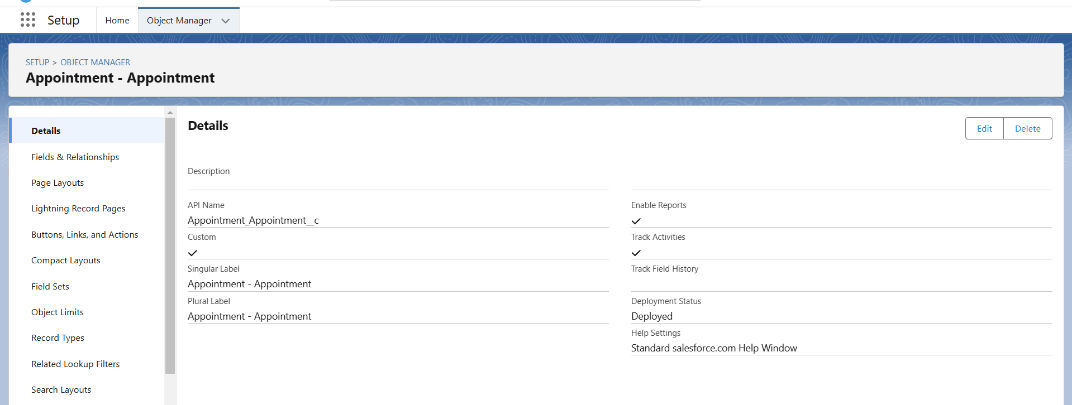 Setup
Home
Object Manager
SETUP > OBJECT MANAGER
Appointment - Appointment
Details
Fields & Relationships
Page Layouts
Lightning Record Pages
Buttons, Links, and Actions
Compact Layouts
Field Sets
Object Limits
Record Types
Related Lookup Filters
Search Layouts
Details
Edit
Delete
Description
API Name
Appointment_Appointment__c
Custom
Singular Label
Appointment - Appointment
Plural Label
Appointment - Appointment
Enable Reports
Track Activities
Track Field History
Deployment Status
Deployed
Help Settings
Standard salesforce.com Help Window